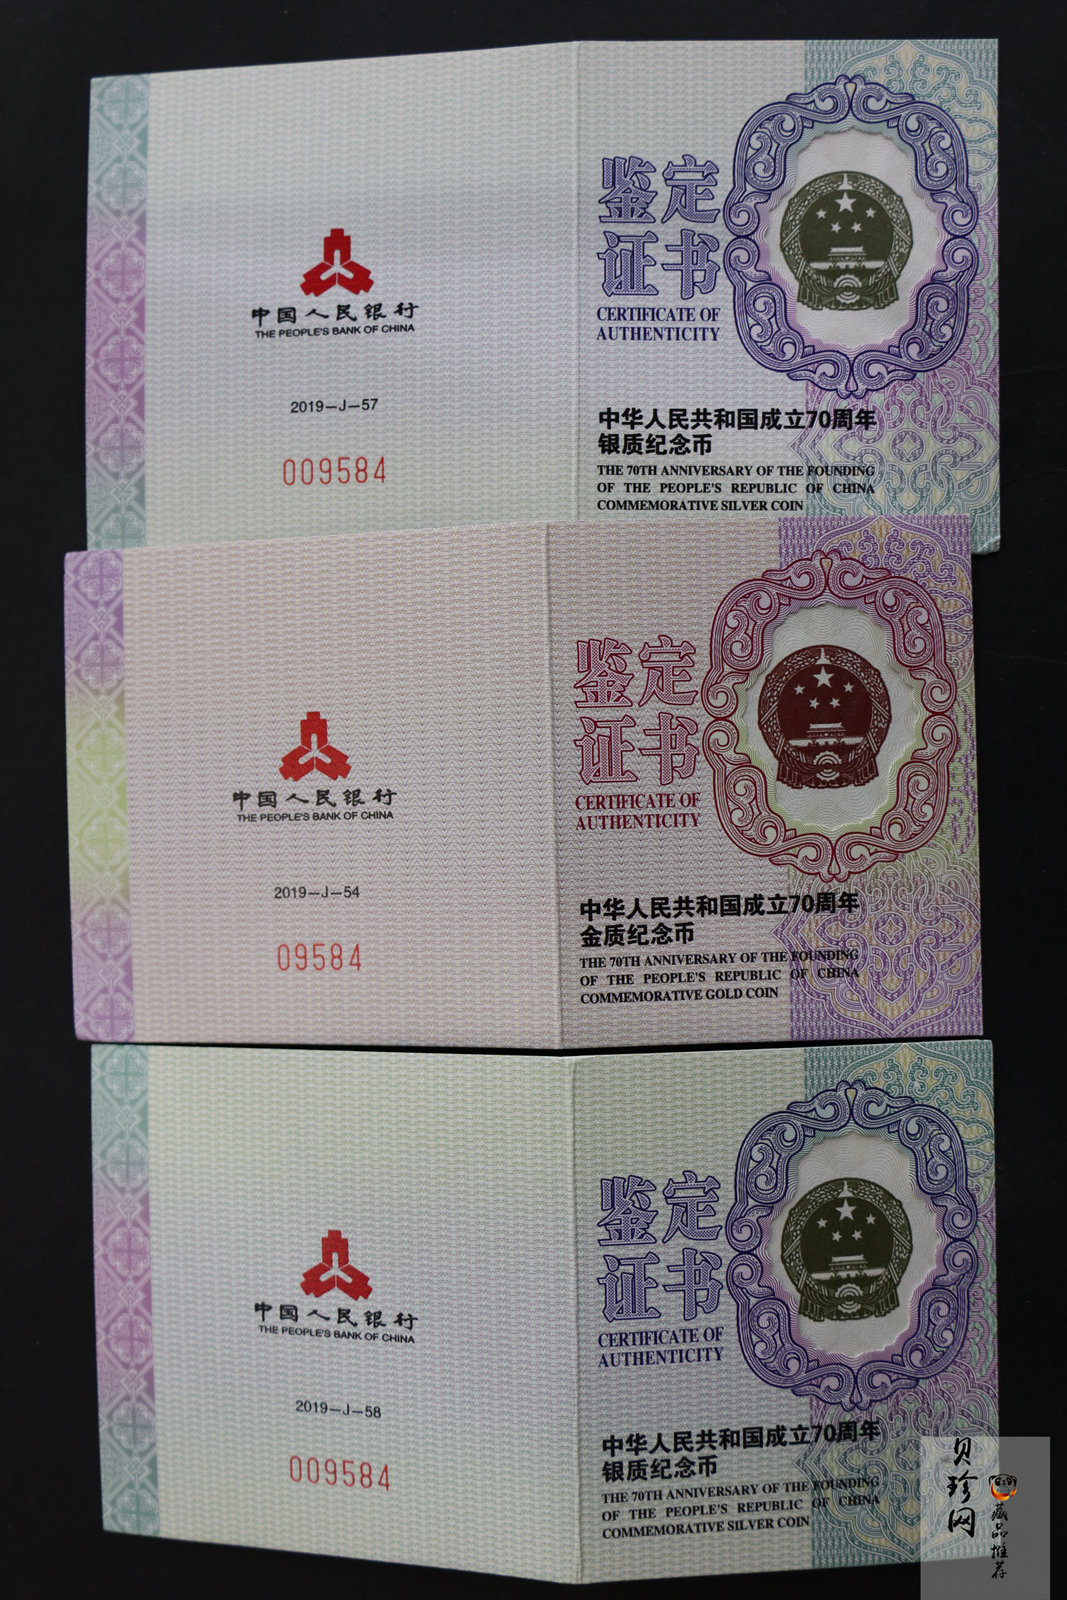 中国人民银行
THE PEOPLE'S BANK OF CHINA
2019-J-57
009584
鉴定
证书
CERTIFICATE OF
AUTHENTICITY
中华人民共和国成立70周年
银质纪念币
THE 70TH ANNIVERSARY OF THE FOUNDING
OF THE PEOPLE'S REPUBLIC OF CHINA
COMMEMORATIVE SILVER COIN
中国人民银行
THE PEOPLE'S BANK OF CHINA
2019-J-54
09584
鉴定
证书
CERTIFICATE OF
AUTHENTICITY
中华人民共和国成立70周年
金质纪念币
THE 70TH ANNIVERSARY OF THE FOUNDING
OF THE PEOPLE'S REPUBLIC OF CHINA
COMMEMORATIVE GOLD COIN
中国人民银行
THE PEOPLE'S BANK OF CHINA
2019-J-58
009584
鉴定
证书
CERTIFICATE OF
AUTHENTICITY
中华人民共和国成立70周年
银质纪念币
THE 70TH ANNIVERSARY OF THE FOUNDING
OF THE PEOPLE'S REPUBLIC OF CHINA
COMMEMORATIVE SILVER COIN
贝珍网
藏品推荐